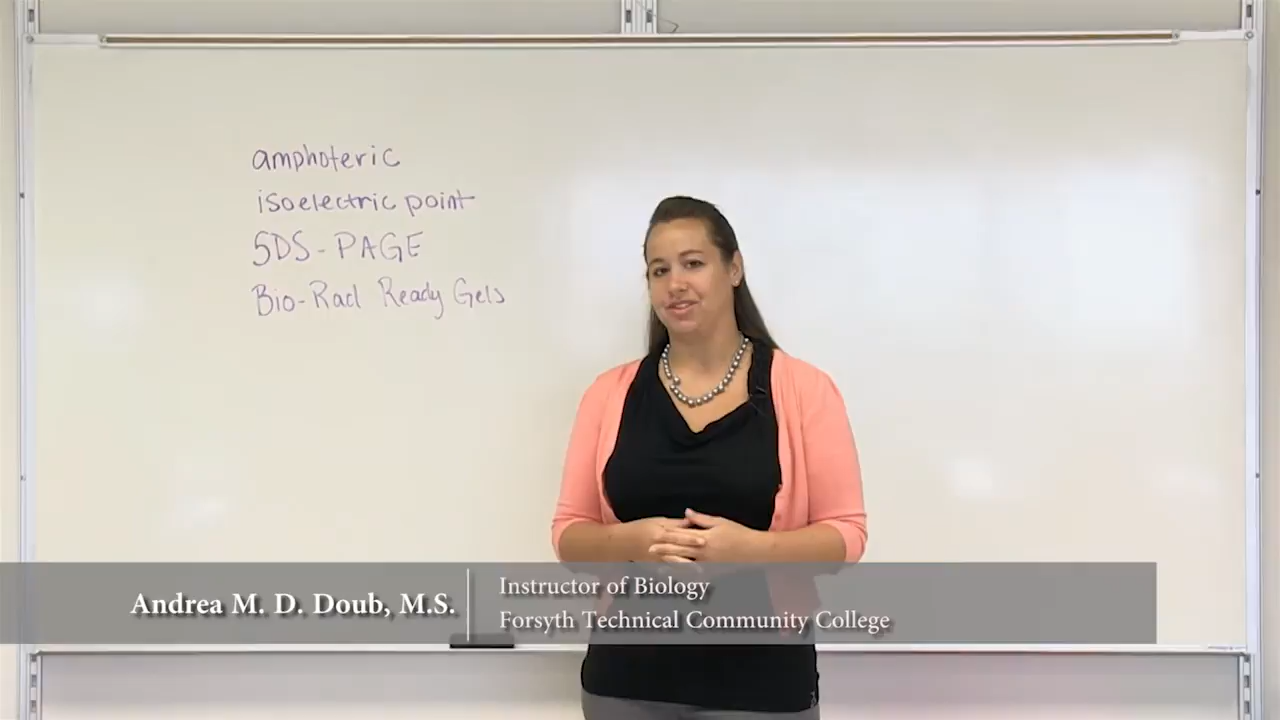 amphoteric
isoelectric point
SDS-PAGE
Bio-Rad Ready Gels
Andrea M. D. Doub, M.S.
Instructor of Biology
Forsyth Technical Community College